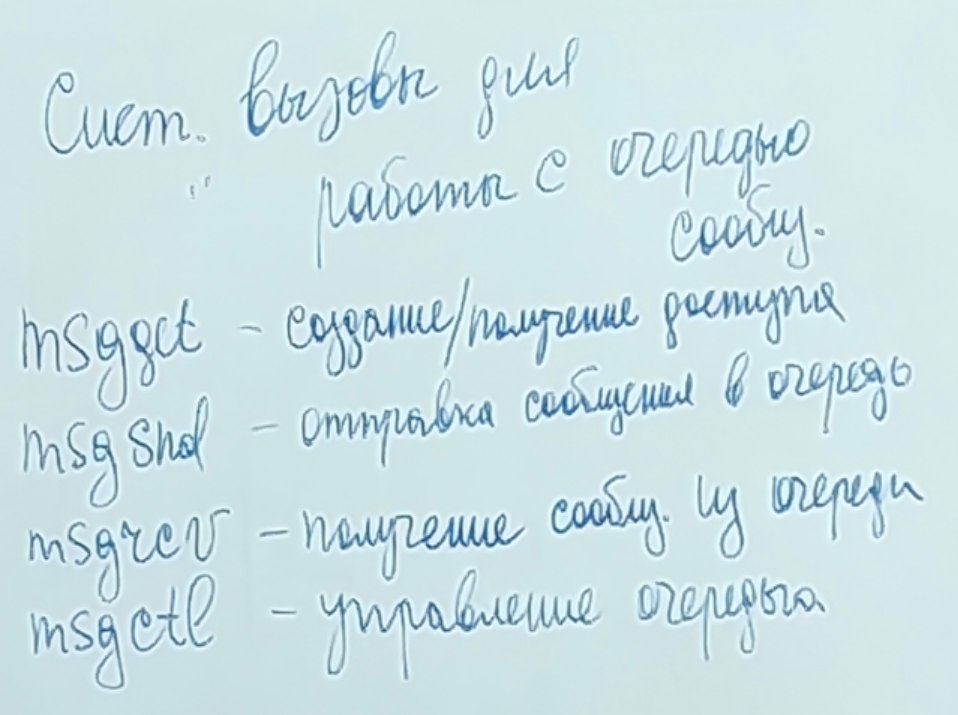 Сист. вызовы для
работы с очередью
сообщ.
msgget – создание/получение доступа
msgsnd – отправка сообщения в очередь
msgrcv – получение сообщ. из очереди
msgctl – управление очередью